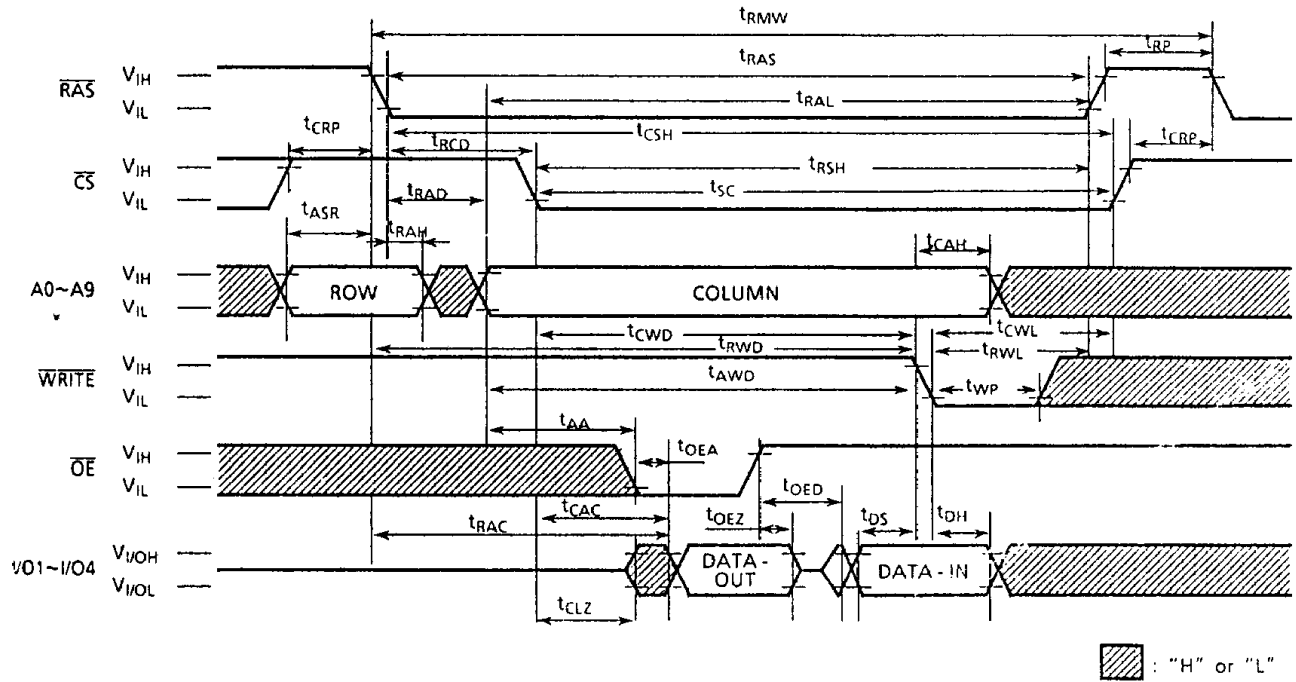 tRMW
tRP
tRAS
RAS VIH
VIL
tRAL
tCRP
tCSH
tRCD
tCRP
CS VIH
VIL
tRSH
tSC
tRAD
tASR
tRAH
tCAH
A0~A9 VIH
VIL
ROW
COLUMN
tCWD
tCWL
tRWD
tRWL
WRITE VIH
VIL
tAWD
tWP
tAA
tOEA
OE VIH
VIL
tOED
tCAC
tOEZ
tDS
tDH
tRAC
I/O1~I/O4 VI/OH
VI/OL
DATA -
OUT
DATA - IN
tCLZ
: "H" or "L"